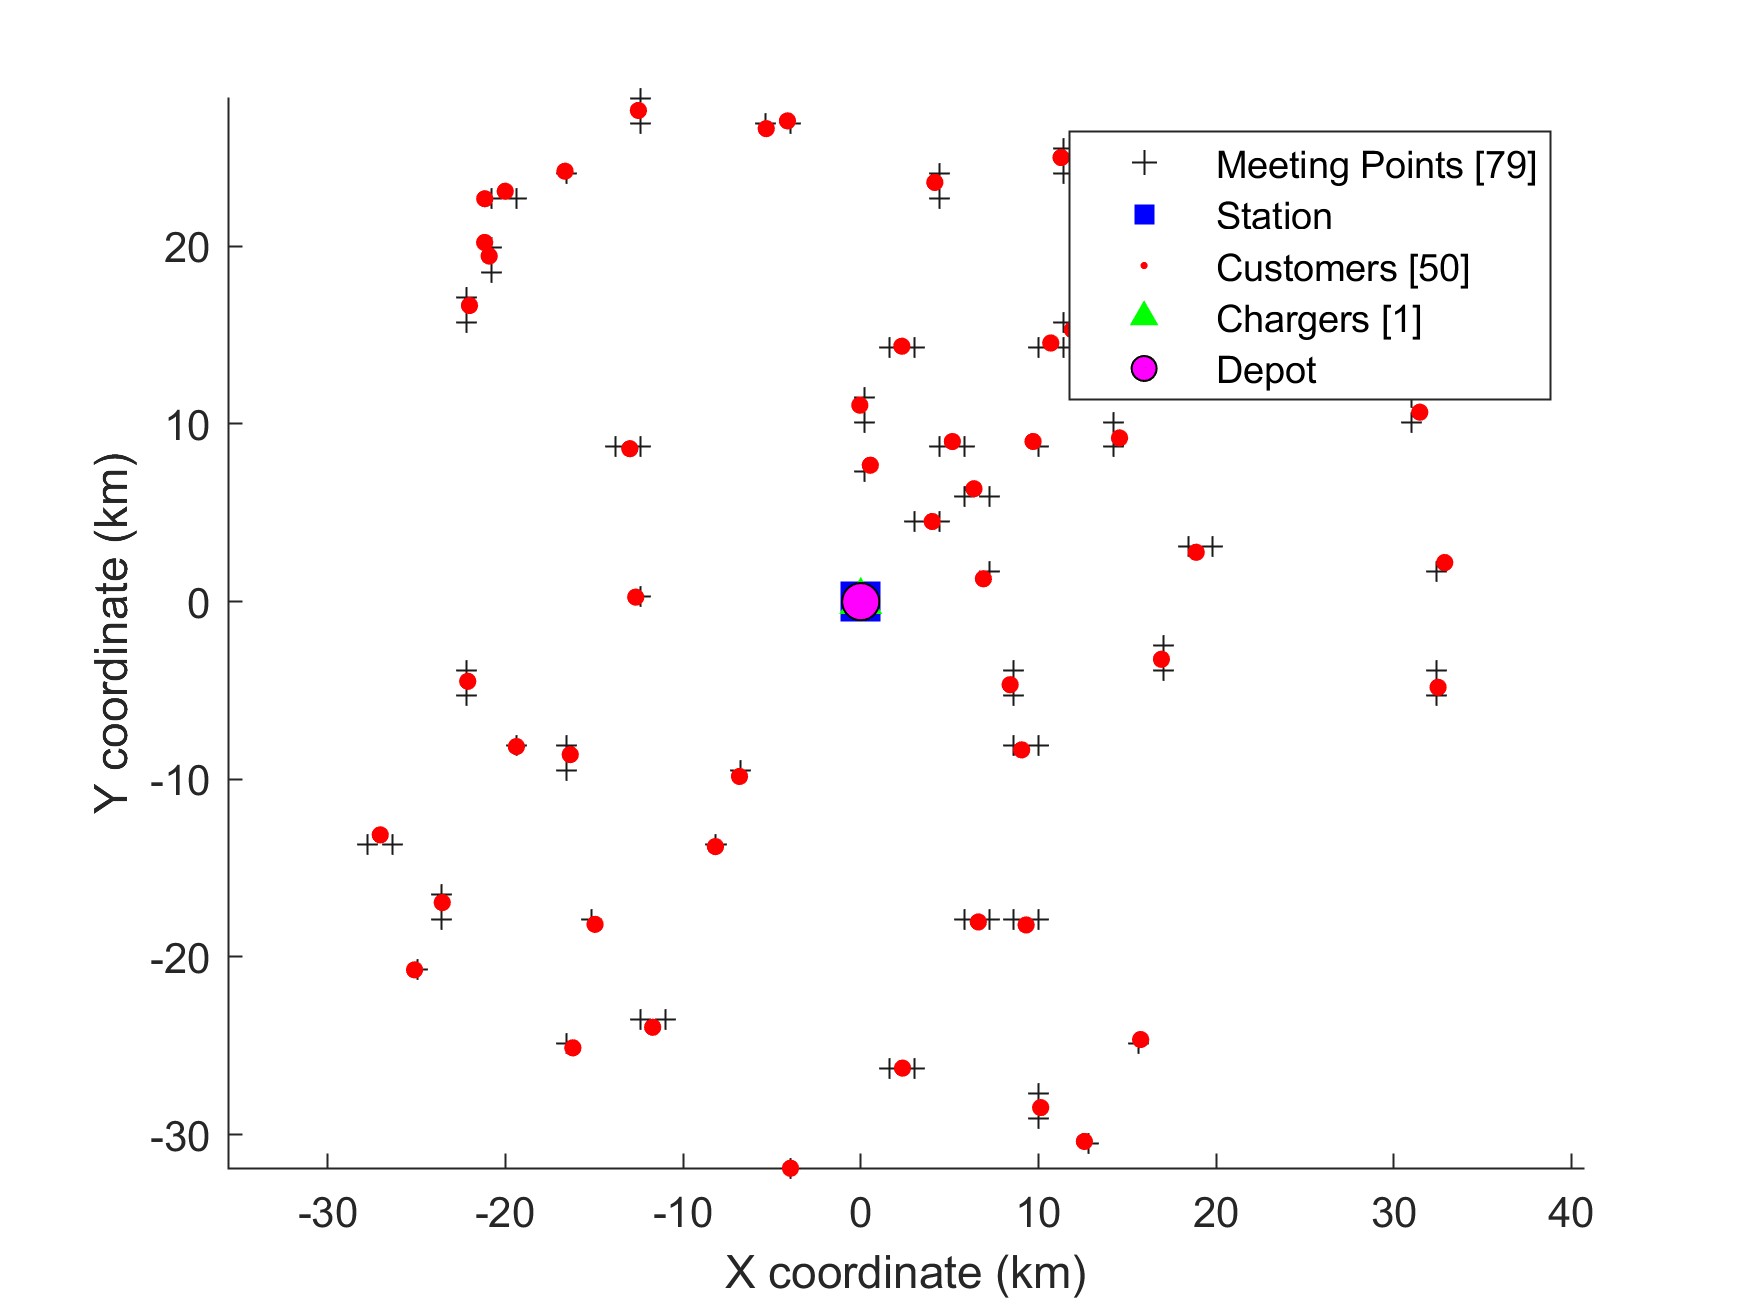 Meeting Points [79]
Station
Customers [50]
Chargers [1]
Depot
20
10
0
-10
-20
-30
Y coordinate (km)
-30 -20 -10 0 10 20 30 40
X coordinate (km)